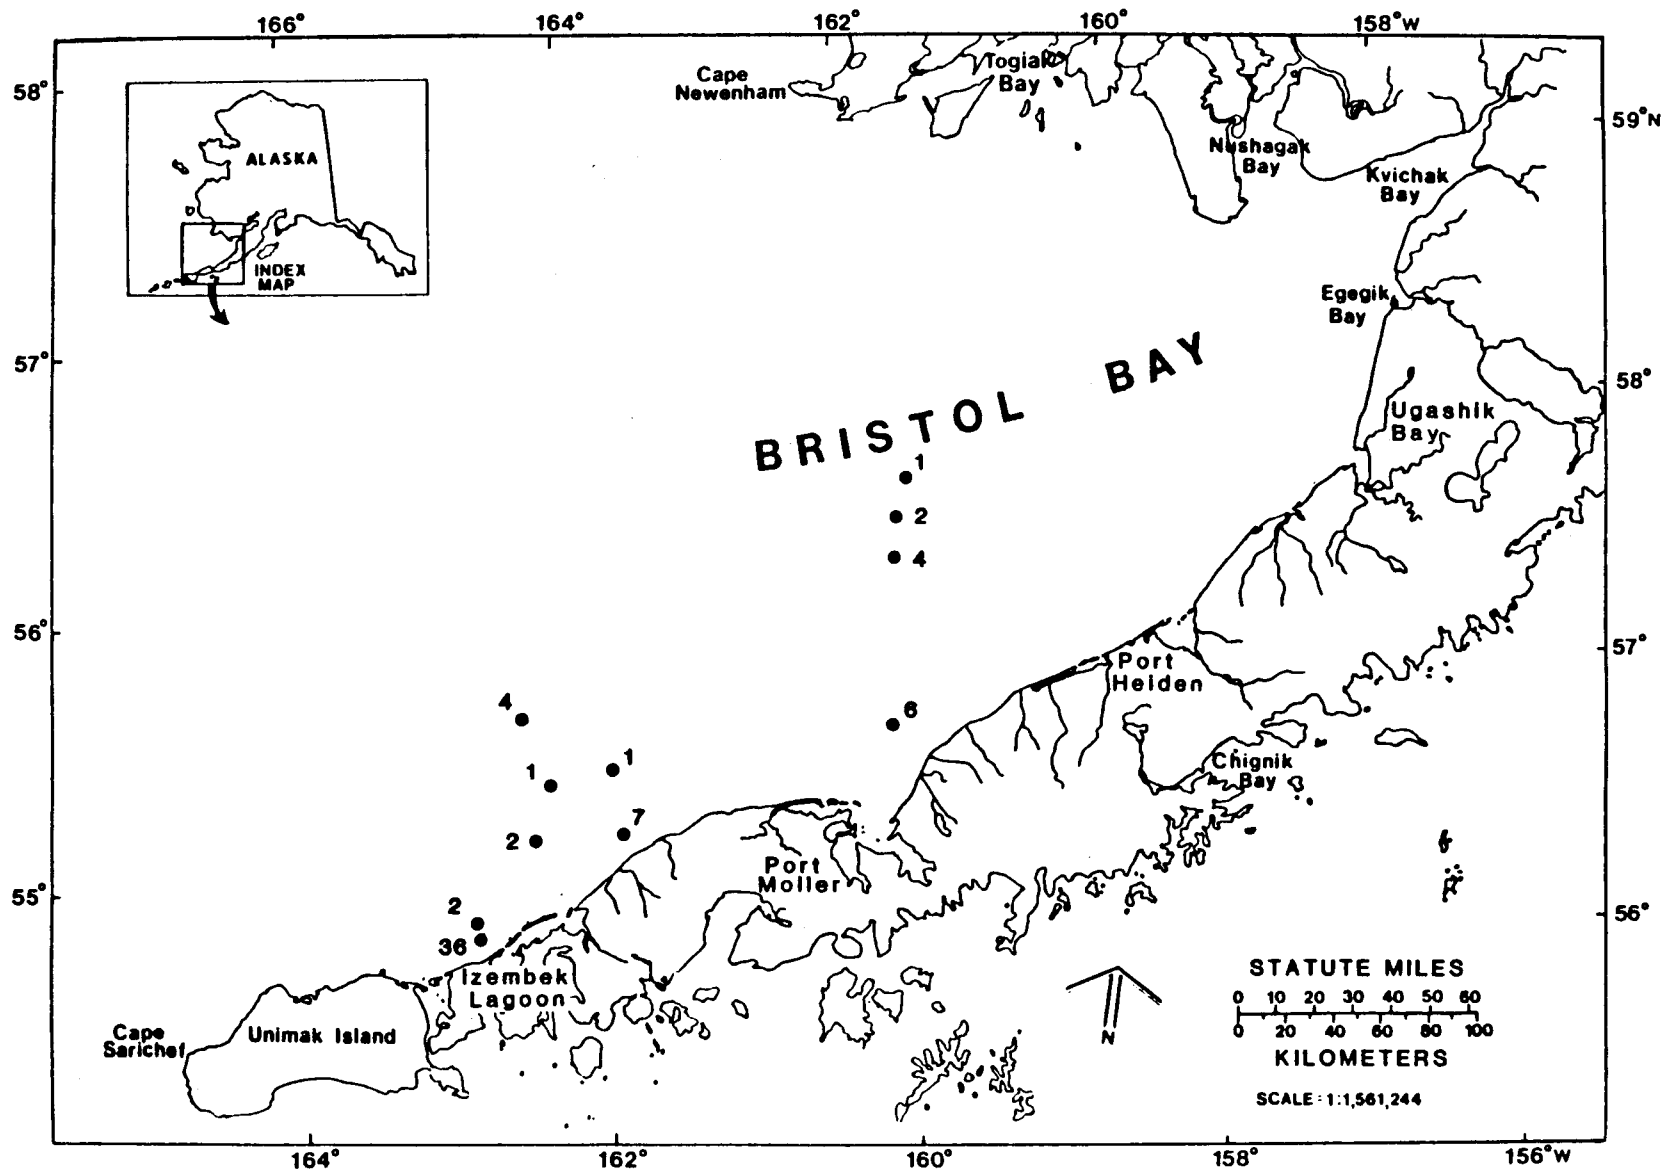 166° 164° 162° 160° 158°W
58°
57°
56°
55°
ALASKA
INDEX
MAP
Cape
Newenham
Togiak
Bay
Nushagak
Bay
Kvichak
Bay
59°N
58°
57°
56°
Egegik
Bay
Ugashik
Bay
BRISTOL BAY
1
2
4
6
4
1
1
2
7
2
36
Port
Heiden
Chignik
Bay
Port
Moller
Izembek
Lagoon
Cape
Sarichef
Unimak Island
N
STATUTE MILES
0 10 20 30 40 50 60
0 20 40 60 80 100
KILOMETERS
SCALE = 1:1,561,244
164° 162° 160° 158° 156°W